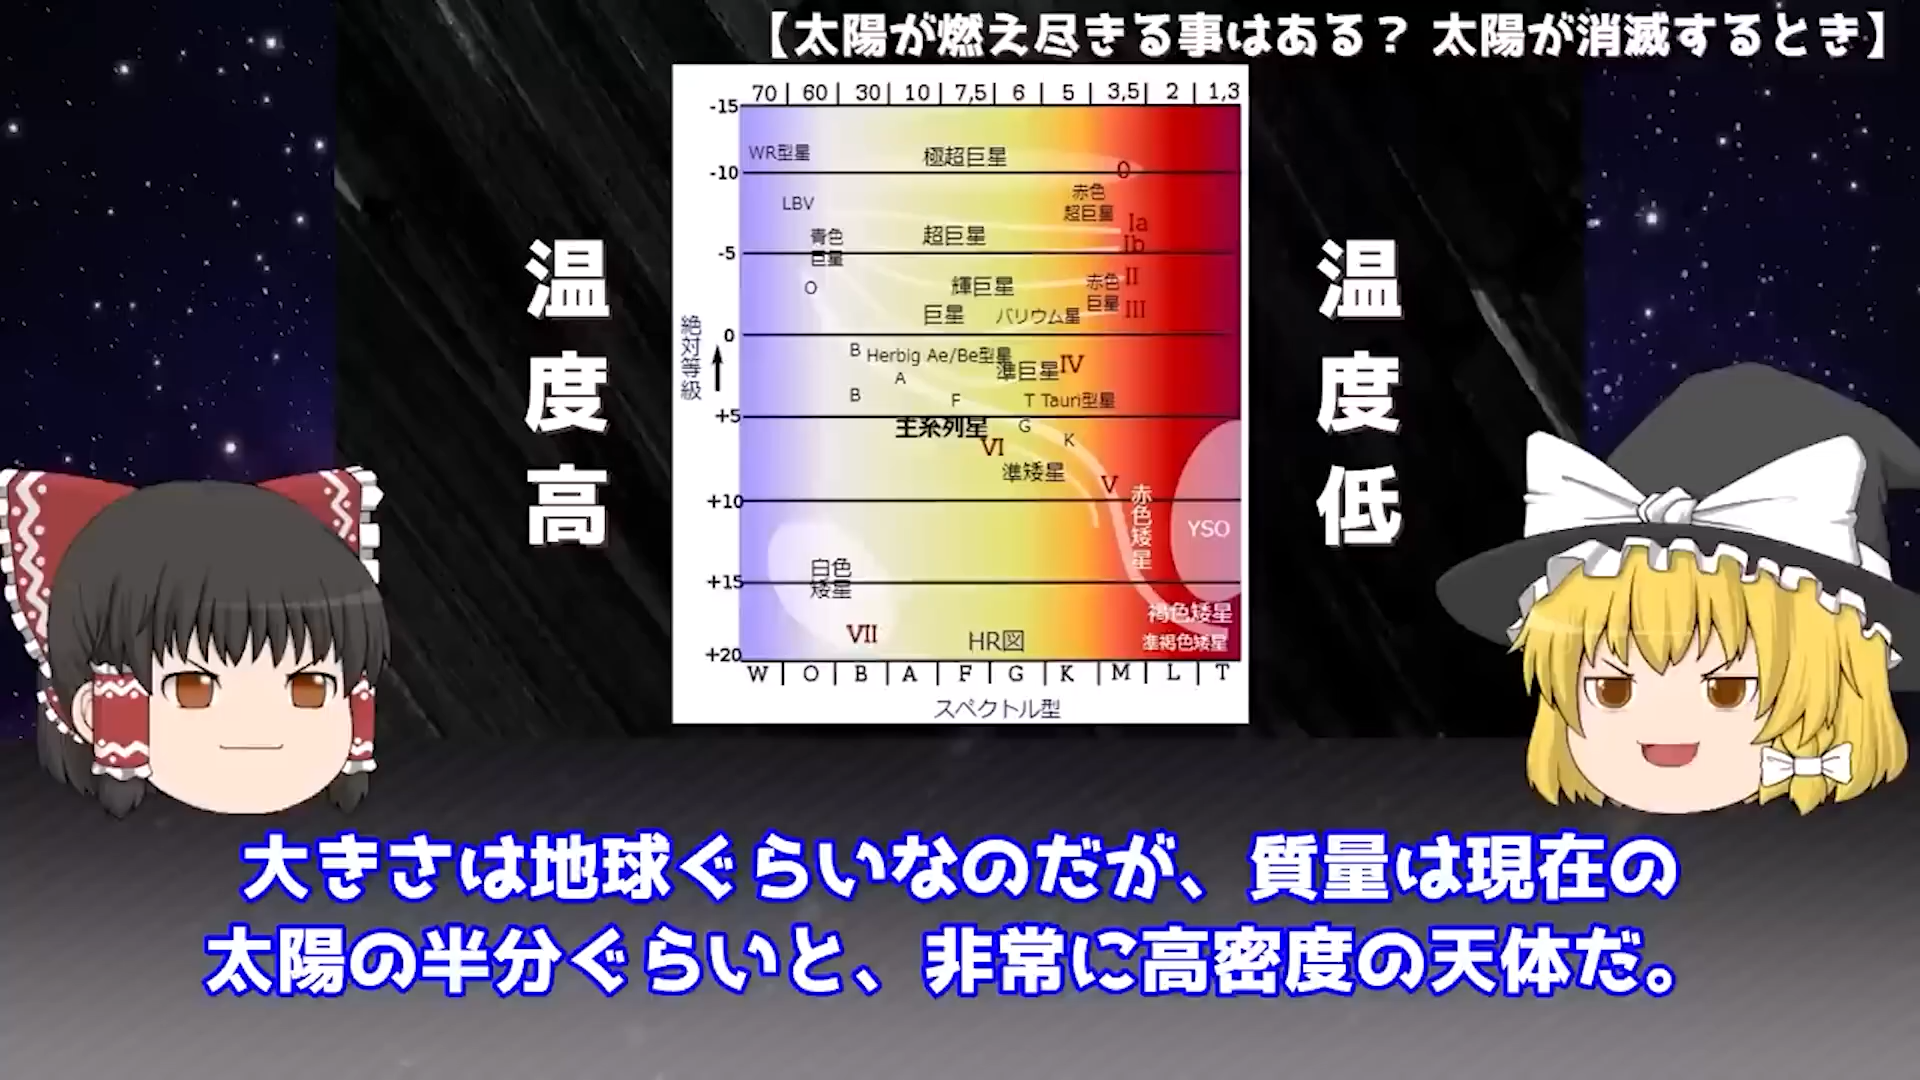 【太陽が燃え尽きる事はある？ 太陽が消滅するとき】
70 60 30 10 7,5 6 5 3,5 2 1,3
-15
WR型星
極超巨星
-10
0
LBV
赤色
超巨星
Ia
青色
巨星
超巨星
Ib
-5
O
輝巨星
赤色
巨星
II
巨星
バリウム星
III
絶対等級
0
B
Herbig Ae/Be型星
A
準巨星
IV
B
F
T Tauri型星
+5
主系列星
G
K
VI
準矮星
V
+10
赤色矮星
YSO
白色
矮星
+15
褐色矮星
VII
HR図
準褐色矮星
+20
W O B A F G K M L T
スペクトル型
温度高
温度低
大きさは地球ぐらいなのだが、質量は現在の
太陽の半分ぐらいと、非常に高密度の天体だ。